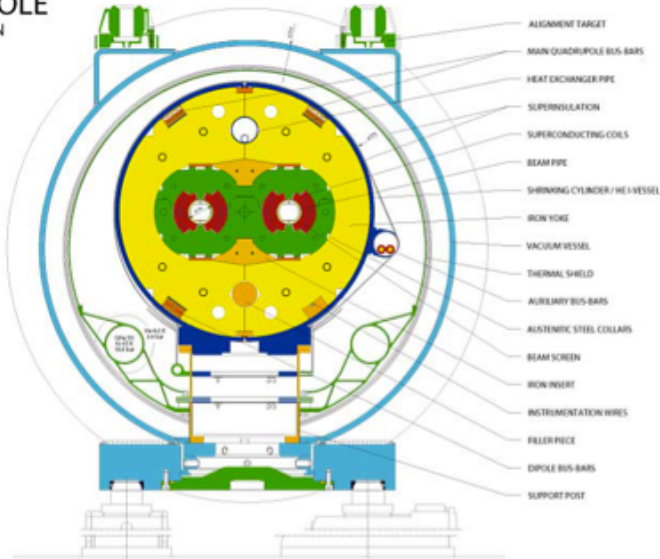 OLE
N
ALIGNMENT TARGET
MAIN QUADRUPOLE BUS-BARS
HEAT EXCHANGER PIPE
SUPERINSULATION
SUPERCONDUCTING COILS
BEAM PIPE
SHRINKING CYLINDER / HE I-VESSEL
IRON YOKE
VACUUM VESSEL
THERMAL SHIELD
AUXILIARY BUS-BARS
AUSTENITIC STEEL COLLARS
BEAM SCREEN
IRON INSERT
INSTRUMENTATION WIRES
FILLER PIECE
DIPOLE BUS-BARS
SUPPORT POST